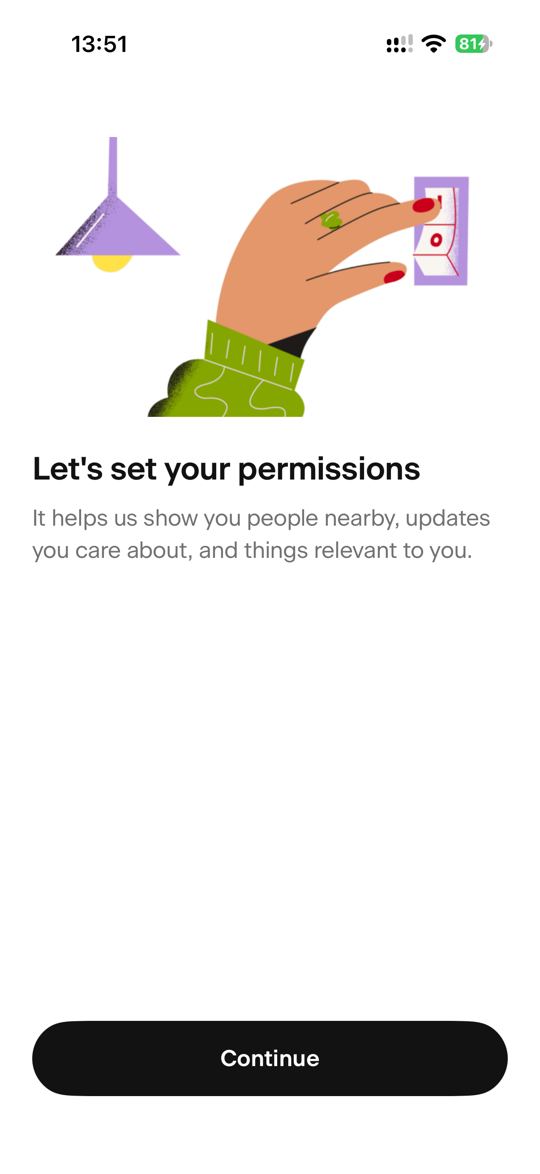 13:51
81
Let's set your permissions
It helps us show you people nearby, updates
you care about, and things relevant to you.
Continue